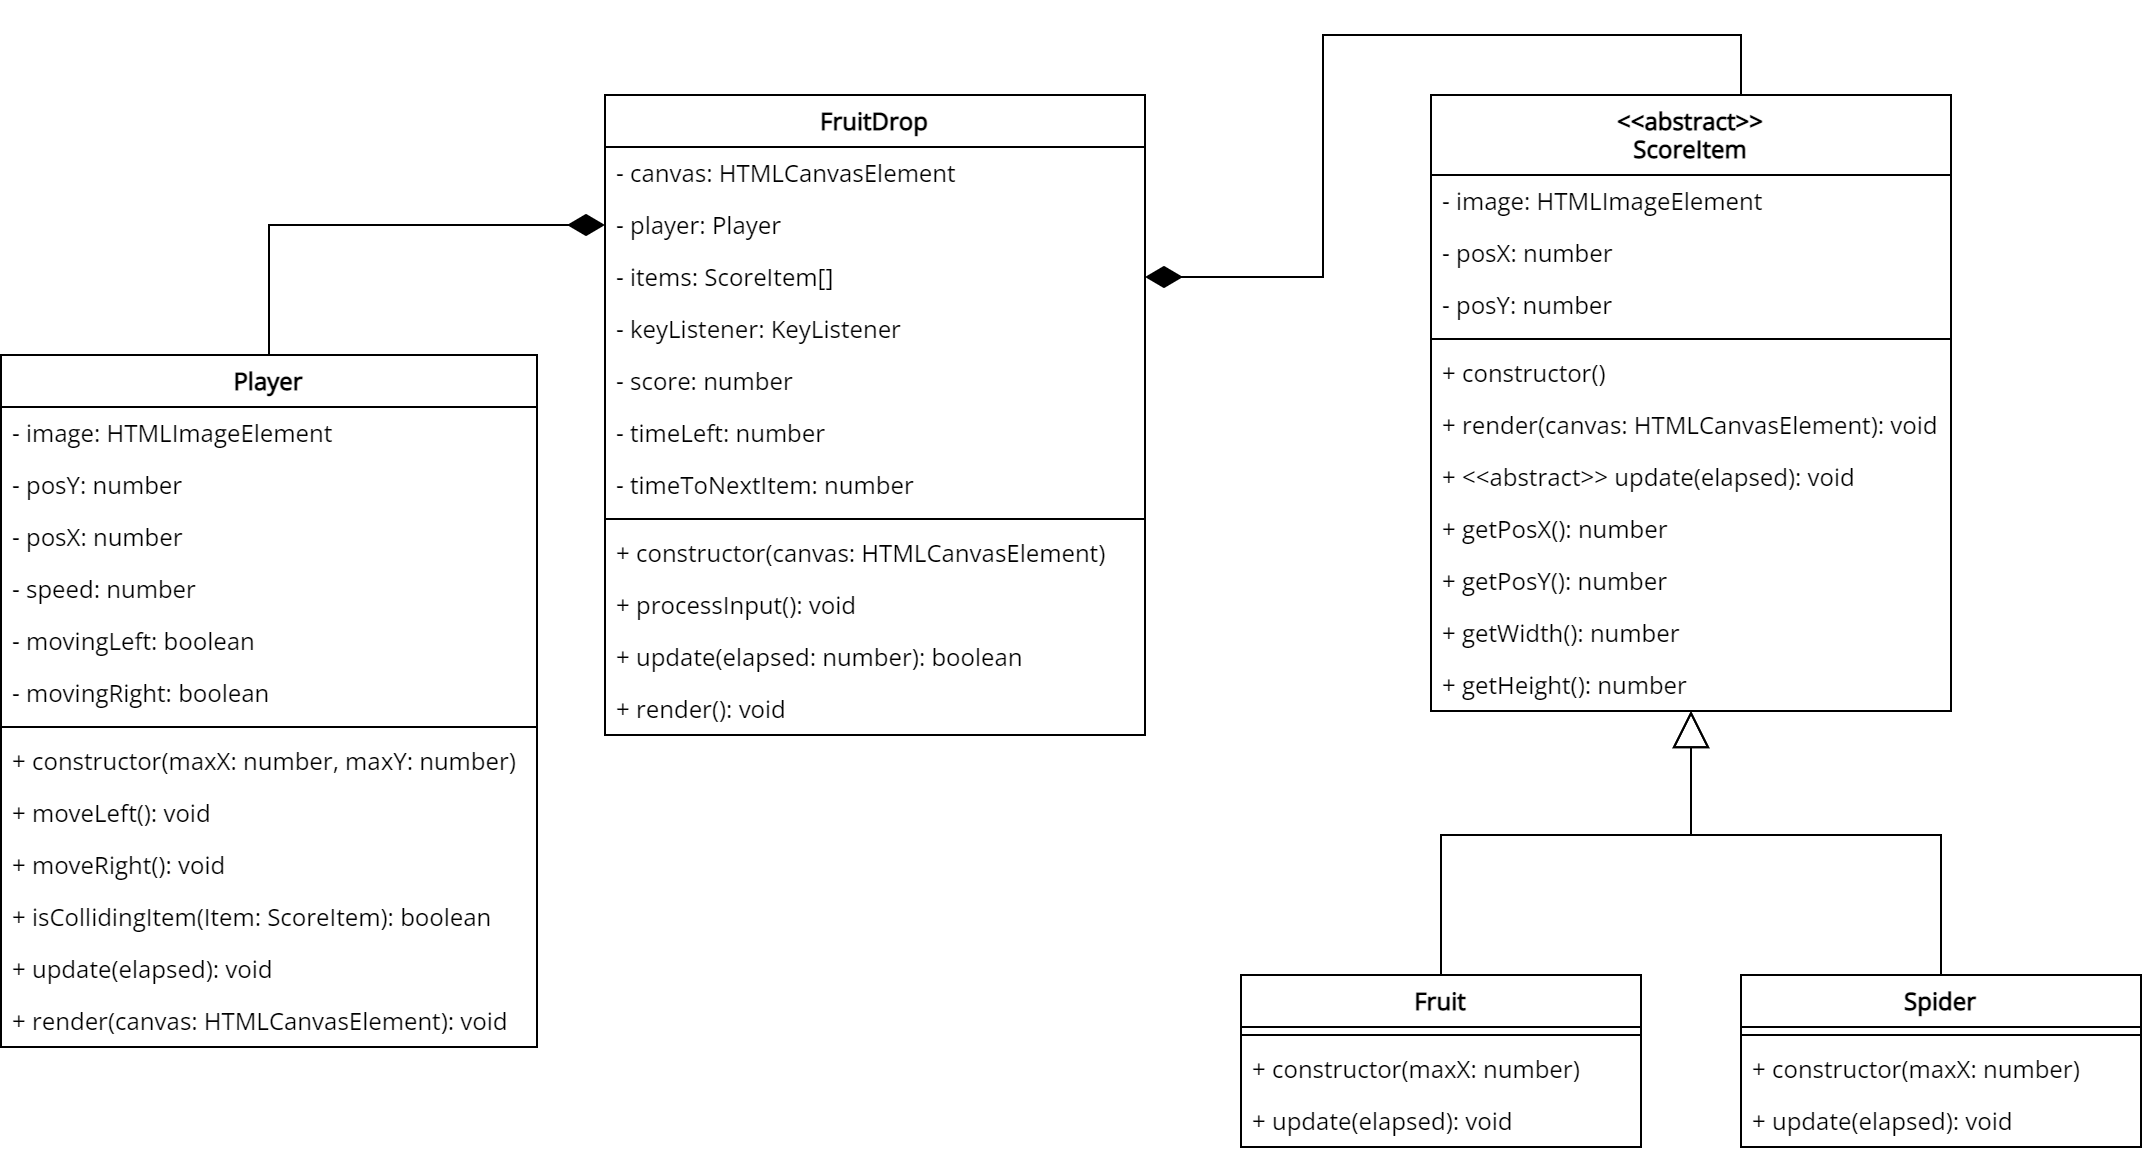 FruitDrop
- canvas: HTMLCanvasElement
- player: Player
- items: ScoreItem[]
- keyListener: KeyListener
- score: number
- timeLeft: number
- timeToNextItem: number
+ constructor(canvas: HTMLCanvasElement)
+ processInput(): void
+ update(elapsed: number): boolean
+ render(): void
<<abstract>>
ScoreItem
- image: HTMLImageElement
- posX: number
- posY: number
+ constructor()
+ render(canvas: HTMLCanvasElement): void
+ <<abstract>> update(elapsed): void
+ getPosX(): number
+ getPosY(): number
+ getWidth(): number
+ getHeight(): number
Player
- image: HTMLImageElement
- posY: number
- posX: number
- speed: number
- movingLeft: boolean
- movingRight: boolean
+ constructor(maxX: number, maxY: number)
+ moveLeft(): void
+ moveRight(): void
+ isCollidingItem(Item: ScoreItem): boolean
+ update(elapsed): void
+ render(canvas: HTMLCanvasElement): void
Fruit
+ constructor(maxX: number)
+ update(elapsed): void
Spider
+ constructor(maxX: number)
+ update(elapsed): void